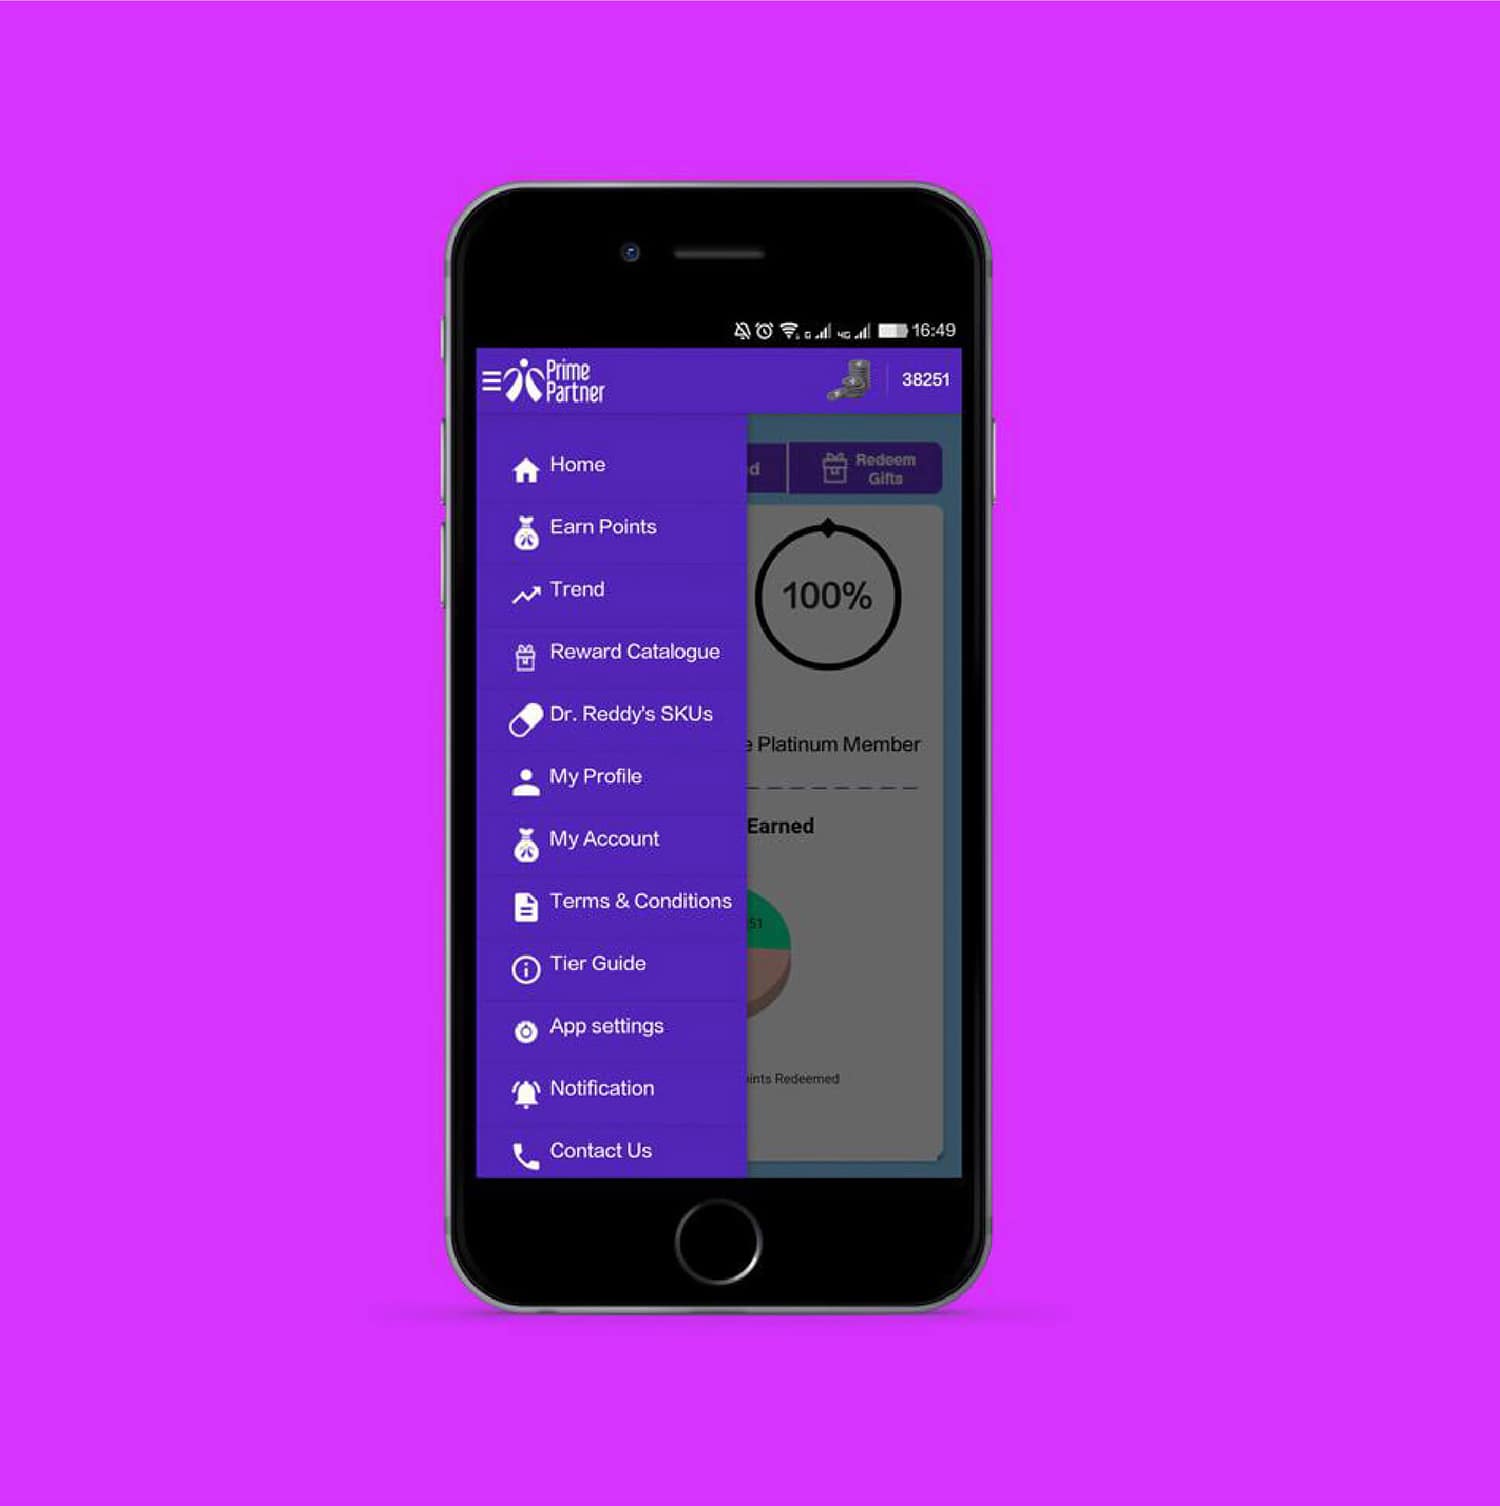 16:49
Prime
Partner
38251
Home
Earn Points
Trend
Reward Catalogue
Dr. Reddy's SKUs
My Profile
My Account
Terms & Conditions
Tier Guide
App settings
Notification
Contact Us
Redeem
Gifts
100%
Platinum Member
Earned
51
Redeemed